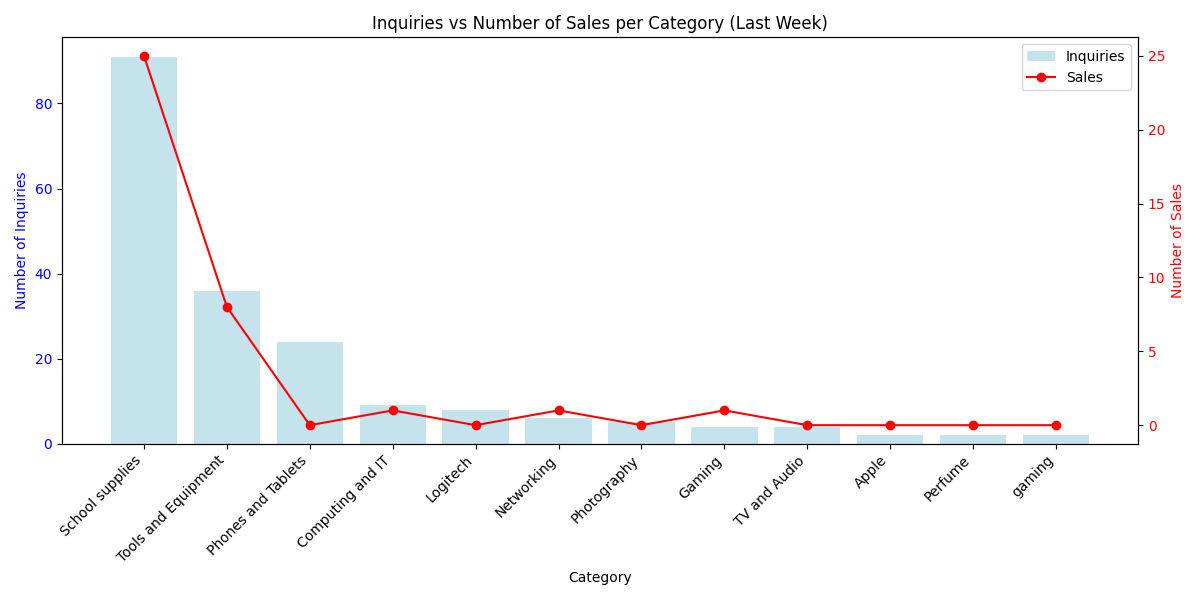 Inquiries vs Number of Sales per Category (Last Week)
Inquiries
Sales
Number of Inquiries
80
60
40
20
0
Number of Sales
25
20
15
10
5
0
School supplies
Tools and Equipment
Phones and Tablets
Computing and IT
Logitech
Networking
Photography
Gaming
TV and Audio
Apple
Perfume
gaming
Category